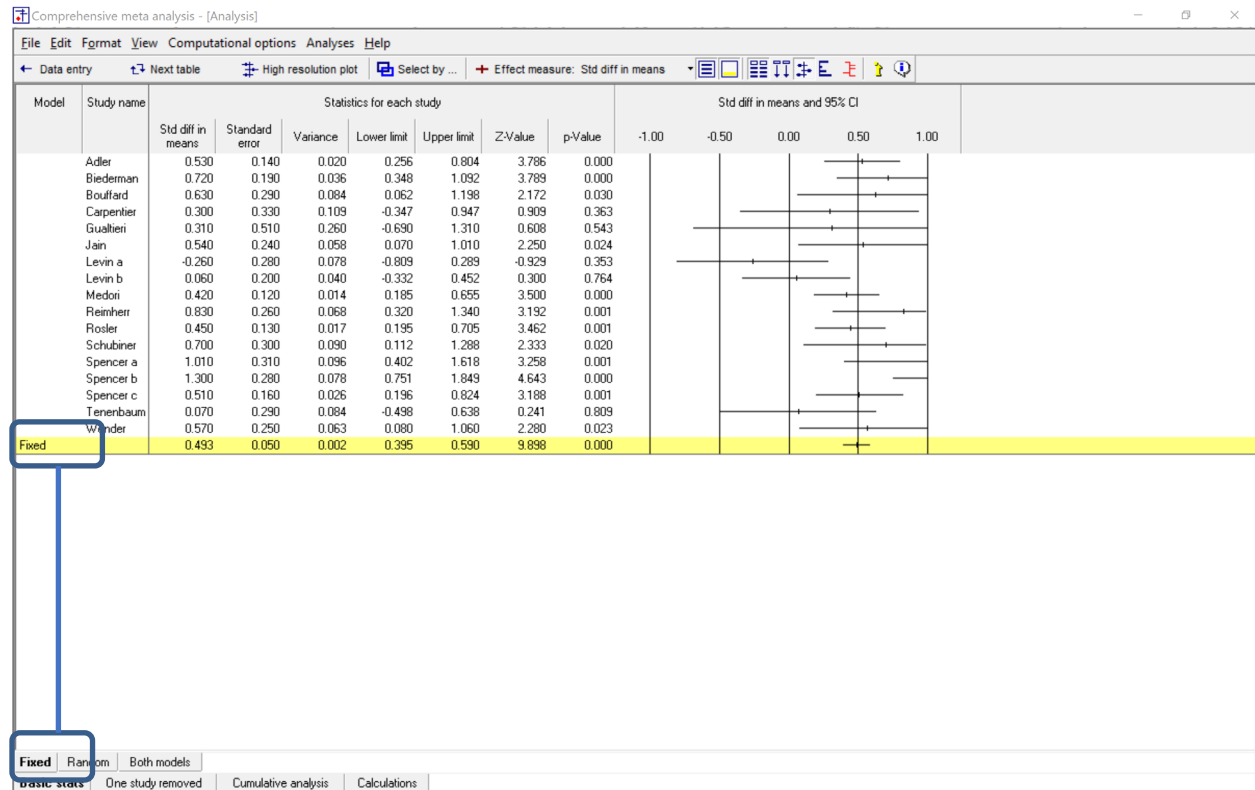 Comprehensive meta analysis - [Analysis]
File Edit Format View Computational options Analyses Help
Data entry Next table High resolution plot Select by ... Effect measure: Std diff in means
Model Study name Statistics for each study Std diff in means and 95% CI
Std diff in means Standard error Variance Lower limit Upper limit Z-Value p-Value -1.00 -0.50 0.00 0.50 1.00
Adler 0.530 0.140 0.020 0.256 0.804 3.786 0.000
Biederman 0.720 0.190 0.036 0.348 1.092 3.789 0.000
Bouffard 0.630 0.290 0.084 0.062 1.198 2.172 0.030
Carpentier 0.300 0.330 0.109 -0.347 0.947 0.909 0.363
Gualtieri 0.310 0.510 0.260 -0.690 1.310 0.608 0.543
Jain 0.540 0.240 0.058 0.070 1.010 2.250 0.024
Levin a -0.260 0.280 0.078 -0.809 0.289 -0.929 0.353
Levin b 0.060 0.200 0.040 -0.332 0.452 0.300 0.764
Medori 0.420 0.120 0.014 0.185 0.655 3.500 0.000
Reimherr 0.830 0.260 0.068 0.320 1.340 3.192 0.001
Rosler 0.450 0.130 0.017 0.195 0.705 3.462 0.001
Schubiner 0.700 0.300 0.090 0.112 1.288 2.333 0.020
Spencer a 1.010 0.310 0.096 0.402 1.618 3.258 0.001
Spencer b 1.300 0.280 0.078 0.751 1.849 4.643 0.000
Spencer c 0.510 0.160 0.026 0.196 0.824 3.188 0.001
Tenenbaum 0.070 0.290 0.084 -0.498 0.638 0.241 0.809
Wender 0.570 0.250 0.063 0.080 1.060 2.280 0.023
Fixed 0.493 0.050 0.002 0.395 0.590 9.898 0.000
Fixed Random Both models
Basic stats One study removed Cumulative analysis Calculations